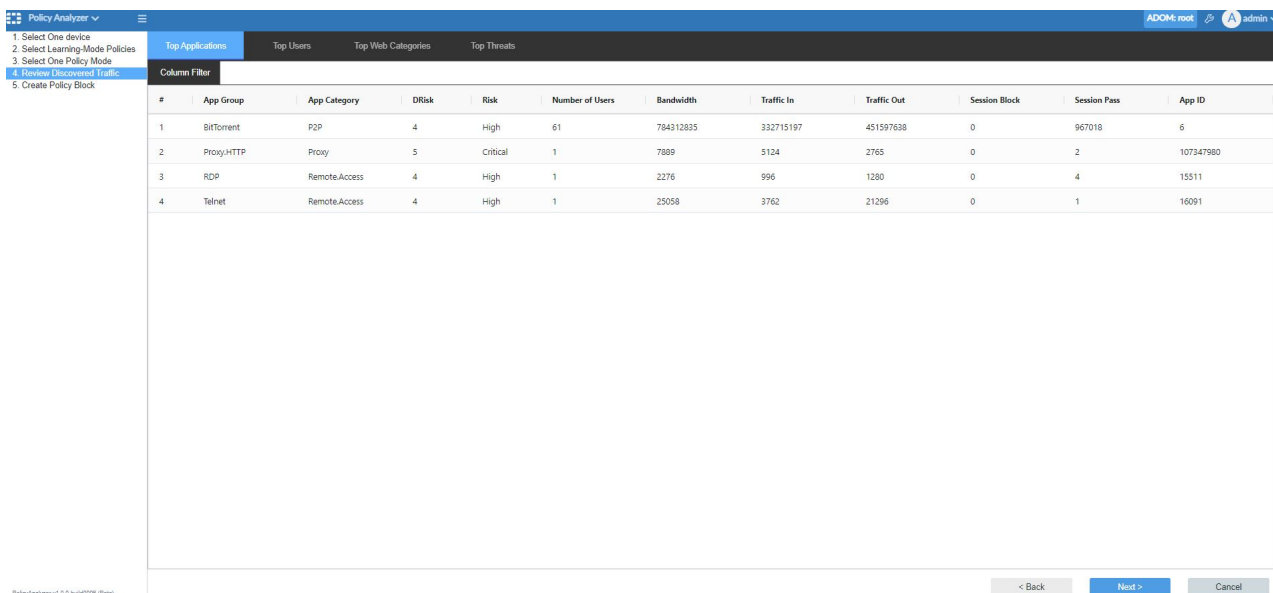 Policy Analyzer
ADOM: root A admin
1. Select One device
2. Select Learning-Mode Policies
3. Select One Policy Mode
4. Review Discovered Traffic
5. Create Policy Block
Top Applications Top Users Top Web Categories Top Threats
Column Filter
# App Group App Category DRisk Risk Number of Users Bandwidth Traffic In Traffic Out Session Block Session Pass App ID
1 BitTorrent P2P 4 High 61 784312835 332715197 451597638 0 967018 6
2 Proxy.HTTP Proxy 5 Critical 1 7889 5124 2765 0 2 107347980
3 RDP Remote.Access 4 High 1 2276 996 1280 0 4 15511
4 Telnet Remote.Access 4 High 1 25058 3762 21296 0 1 16091
< Back Next > Cancel